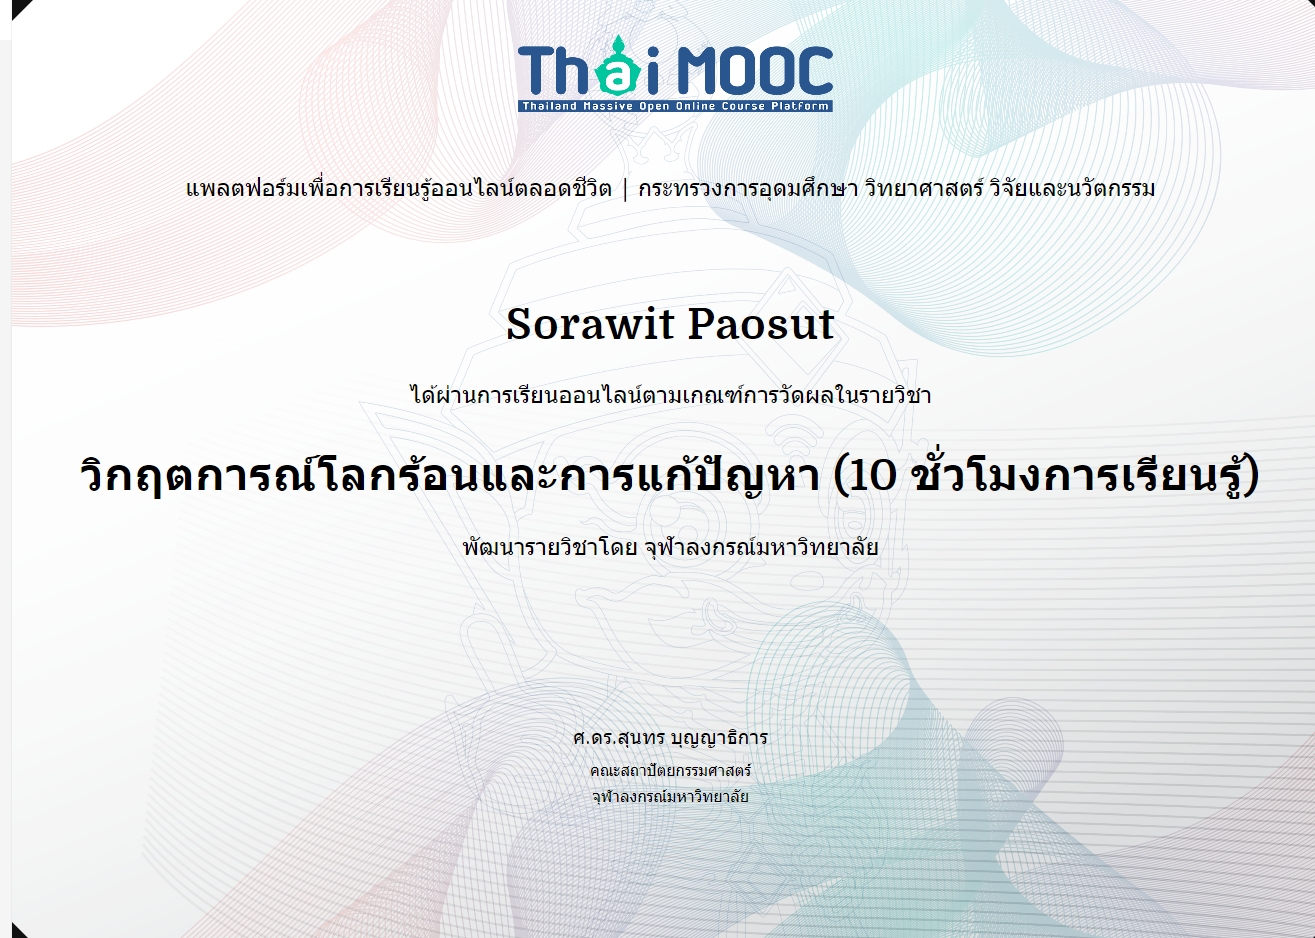 Thai MOOC
Thailand Massive Open Online Course Platform
แพลตฟอร์มเพื่อการเรียนรู้ออนไลน์ตลอดชีวิต | กระทรวงการอุดมศึกษา วิทยาศาสตร์ วิจัยและนวัตกรรม
Sorawit Paosut
ได้ผ่านการเรียนออนไลน์ตามเกณฑ์การวัดผลในรายวิชา
วิกฤตการณ์โลกร้อนและการแก้ปัญหา (10 ชั่วโมงการเรียนรู้)
พัฒนารายวิชาโดย จุฬาลงกรณ์มหาวิทยาลัย
ศ.ดร.สุนทร บุญญาธิการ
คณะสถาปัตยกรรมศาสตร์
จุฬาลงกรณ์มหาวิทยาลัย